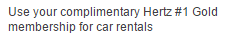 Use your complimentary Hertz #1 Gold
membership for car rentals